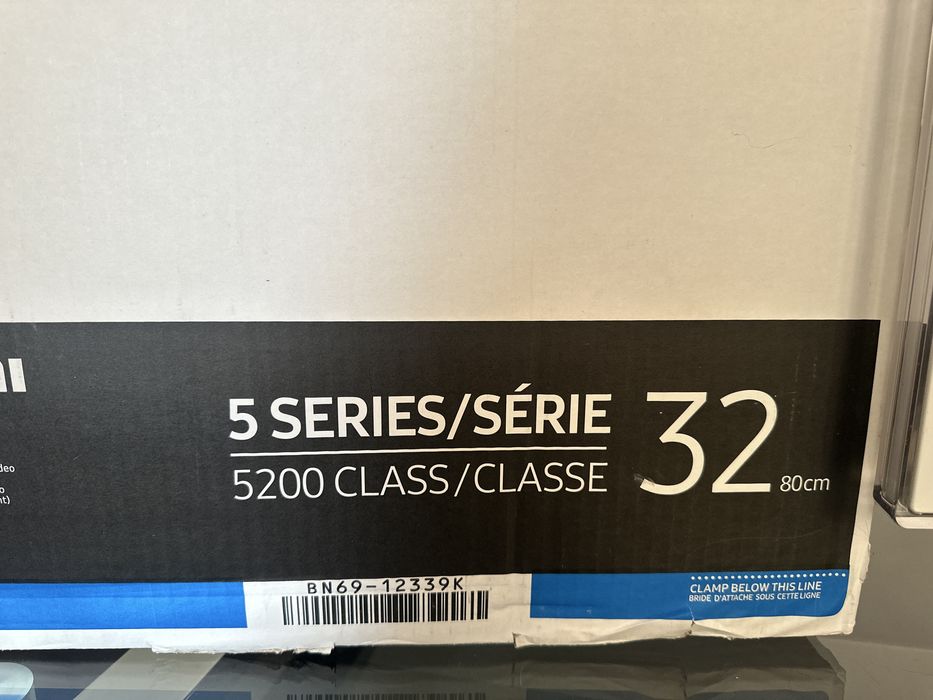 5 SERIES/SÉRIE
5200 CLASS/CLASSE
32
80cm
BN69-12339K
CLAMP BELOW THIS LINE
BRIDE D'ATTACHE SOUS CETTE LIGNE